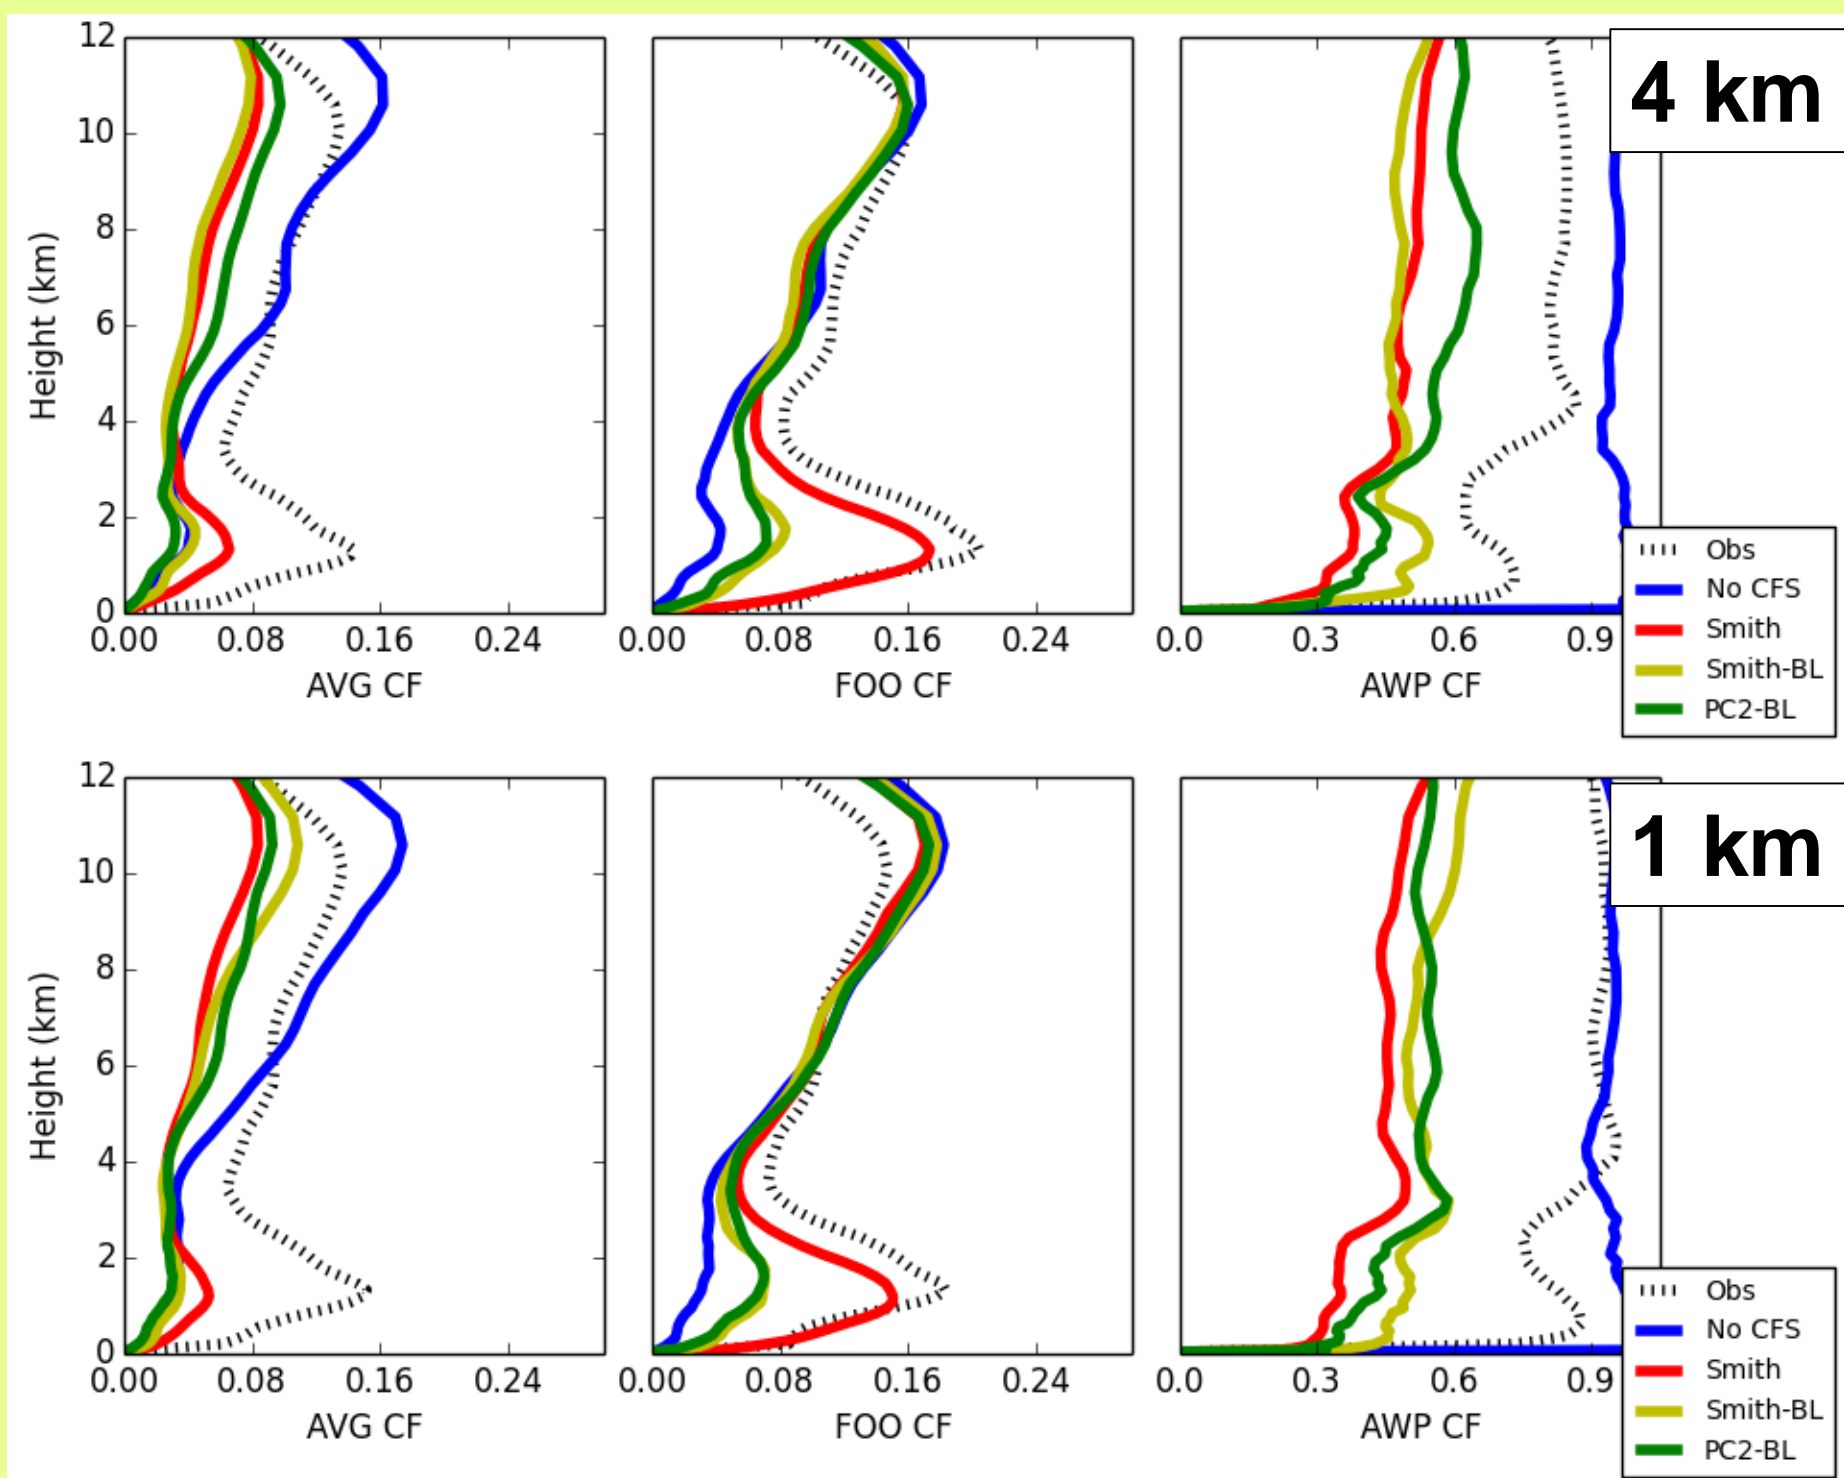 4 km
12
10
8
6
4
2
0
Height (km)
0.00 0.08 0.16 0.24
AVG CF
0.00 0.08 0.16 0.24
FOO CF
0.0 0.3 0.6 0.9
AWP CF
Obs
No CFS
Smith
Smith-BL
PC2-BL
1 km
12
10
8
6
4
2
0
Height (km)
0.00 0.08 0.16 0.24
AVG CF
0.00 0.08 0.16 0.24
FOO CF
0.0 0.3 0.6 0.9
AWP CF
Obs
No CFS
Smith
Smith-BL
PC2-BL